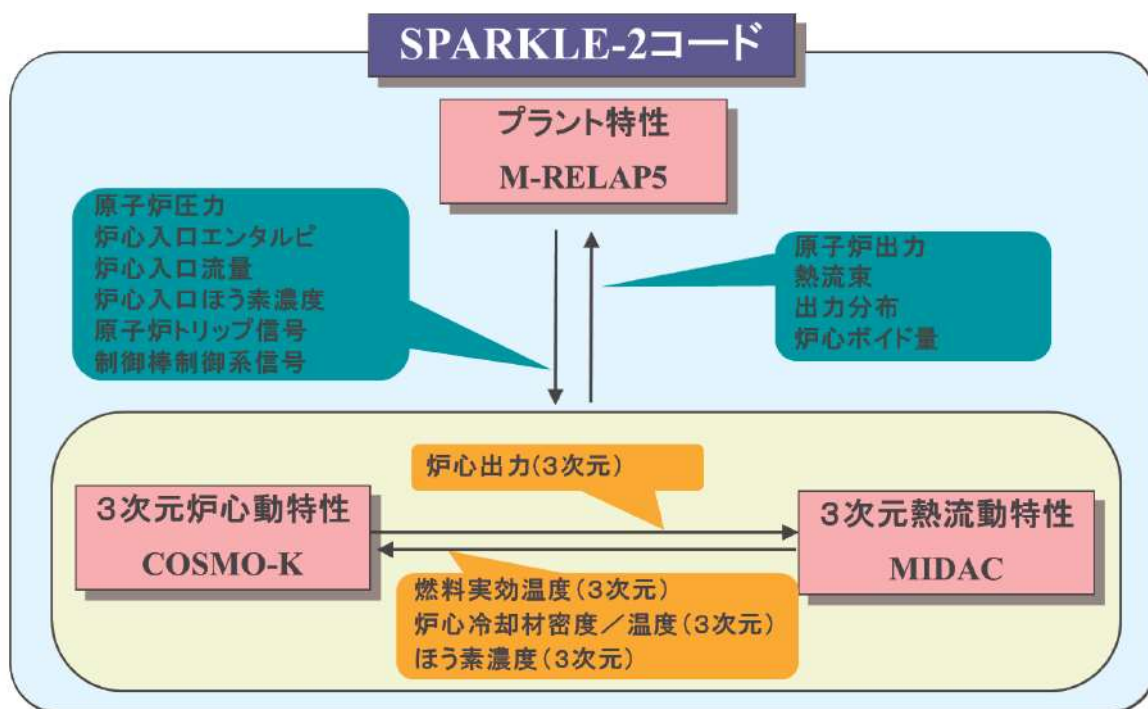 SPARKLE-2コード
プラント特性
M-RELAP5
原子炉圧力
炉心入口エンタルピ
炉心入口流量
炉心入口ほう素濃度
原子炉トリップ信号
制御棒制御系信号
原子炉出力
熱流束
出力分布
炉心ボイド量
炉心出力(３次元)
３次元炉心動特性
COSMO-K
３次元熱流動特性
MIDAC
燃料実効温度(３次元)
炉心冷却材密度／温度(３次元)
ほう素濃度(３次元)